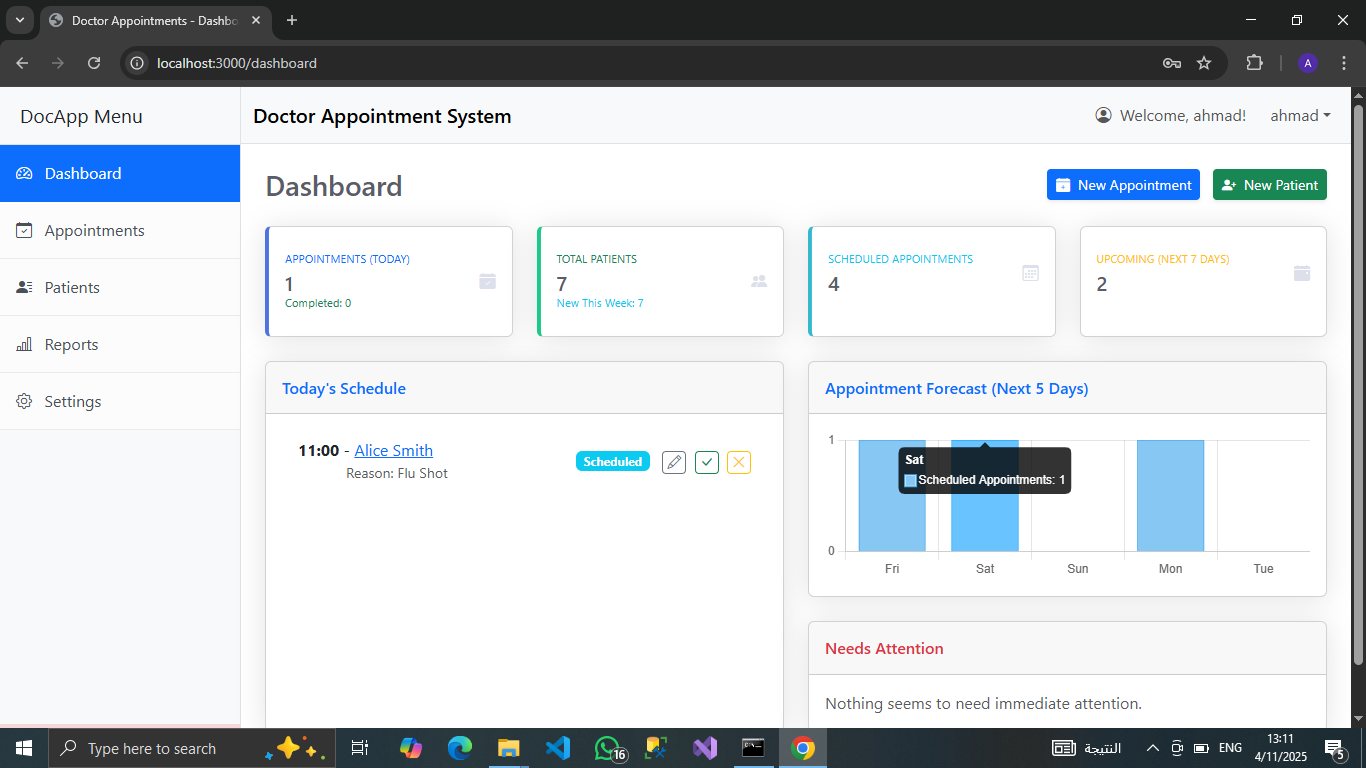 Doctor Appointments - Dashbo
localhost:3000/dashboard
A
DocApp Menu
Doctor Appointment System
Welcome, ahmad!
ahmad
Dashboard
Appointments
Patients
Reports
Settings
Dashboard
New Appointment
New Patient
APPOINTMENTS (TODAY)
1
Completed: 0
TOTAL PATIENTS
7
New This Week: 7
SCHEDULED APPOINTMENTS
4
UPCOMING (NEXT 7 DAYS)
2
Today's Schedule
11:00 - Alice Smith
Reason: Flu Shot
Scheduled
Appointment Forecast (Next 5 Days)
1
Sat
Scheduled Appointments: 1
0
Fri Sat Sun Mon Tue
Needs Attention
Nothing seems to need immediate attention.
Type here to search
16
النتيجة
ENG
13:11
4/11/2025
5